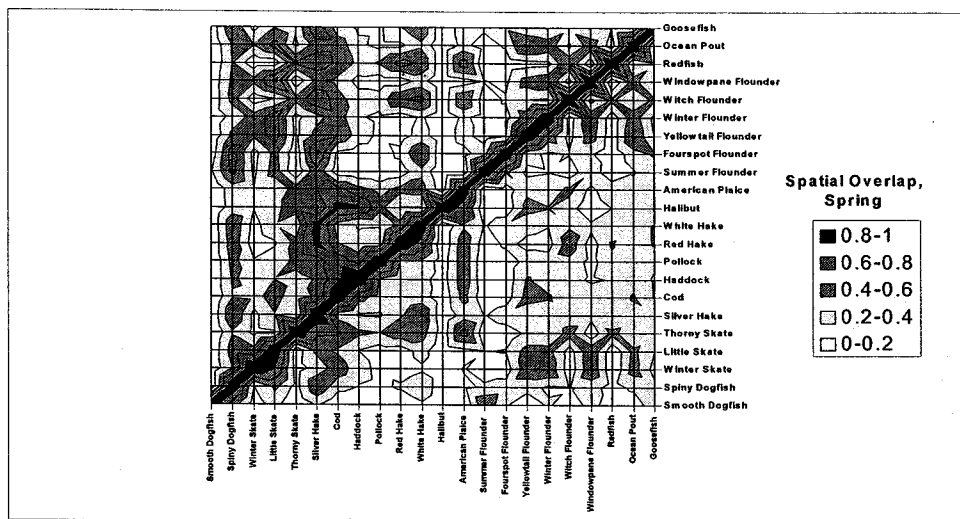 Goosefish
Ocean Pout
Redfish
Windowpane Flounder
Witch Flounder
Winter Flounder
Yellowtail Flounder
Fourspot Flounder
Summer Flounder
American Plaice
Halibut
White Hake
Red Hake
Pollock
Haddock
Cod
Silver Hake
Thorny Skate
Little Skate
Winter Skate
Spiny Dogfish
Smooth Dogfish
Smooth Dogfish
Spiny Dogfish
Winter Skate
Little Skate
Thorny Skate
Silver Hake
Cod
Haddock
Pollock
Red Hake
White Hake
Halibut
American Plaice
Summer Flounder
Fourspot Flounder
Yellowtail Flounder
Winter Flounder
Witch Flounder
Windowpane Flounder
Redfish
Ocean Pout
Goosefish
Spatial Overlap,
Spring
0.8-1
0.6-0.8
0.4-0.6
0.2-0.4
0-0.2